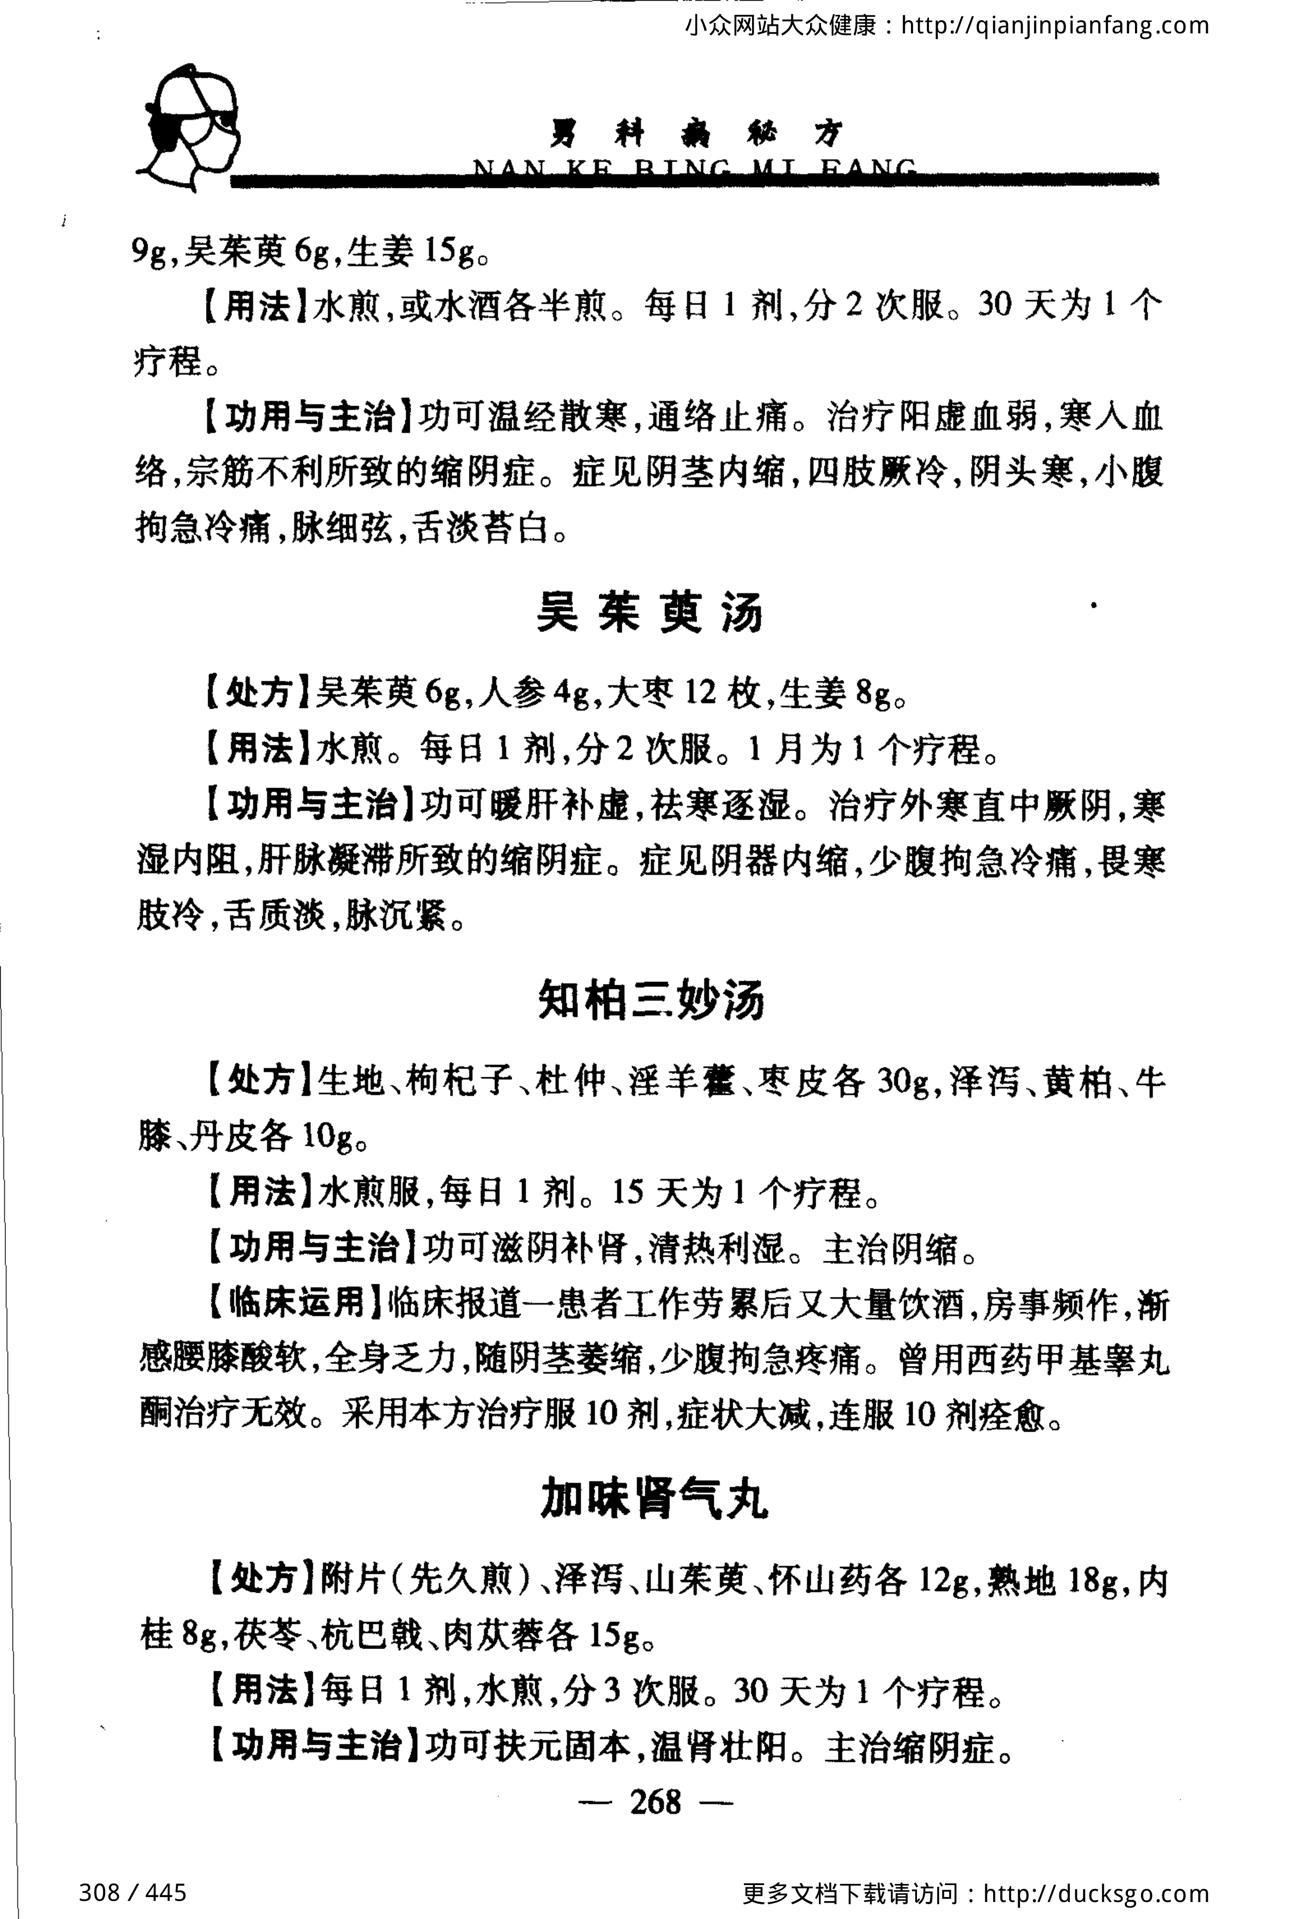 小众网站大众健康：http://qianjinpianfang.com
男科病秘方
NAN KE BING MI FANG
9g,吴茱萸6g,生姜15g。
【用法】水煎,或水酒各半煎。每日1剂,分2次服。30天为1个
疗程。
【功用与主治】功可温经散寒,通络止痛。治疗阳虚血弱,寒入血
络,宗筋不利所致的缩阴症。症见阴茎内缩,四肢厥冷,阴头寒,小腹
拘急冷痛,脉细弦,舌淡苔白。
吴茱萸汤
【处方】吴茱萸6g,人参4g,大枣12枚,生姜8g。
【用法】水煎。每日1剂,分2次服。1月为1个疗程。
【功用与主治】功可暖肝补虚,祛寒逐湿。治疗外寒直中厥阴,寒
湿内阻,肝脉凝滞所致的缩阴症。症见阴器内缩,少腹拘急冷痛,畏寒
肢冷,舌质淡,脉沉紧。
知柏三妙汤
【处方】生地、枸杞子、杜仲、淫羊藿、枣皮各30g,泽泻、黄柏、牛
膝、丹皮各10g。
【用法】水煎服,每日1剂。15天为1个疗程。
【功用与主治】功可滋阴补肾,清热利湿。主治阴缩。
【临床运用】临床报道一患者工作劳累后又大量饮酒,房事频作,渐
感腰膝酸软,全身乏力,随阴茎萎缩,少腹拘急疼痛。曾用西药甲基睾丸
酮治疗无效。采用本方治疗服10剂,症状大减,连服10剂痊愈。
加味肾气丸
【处方】附片(先久煎)、泽泻、山茱萸、怀山药各12g,熟地18g,内
桂8g,茯苓、杭巴戟、肉苁蓉各15g。
【用法】每日1剂,水煎,分3次服。30天为1个疗程。
【功用与主治】功可扶元固本,温肾壮阳。主治缩阴症。
— 268 —
308 / 445
更多文档下载请访问：http://ducksgo.com